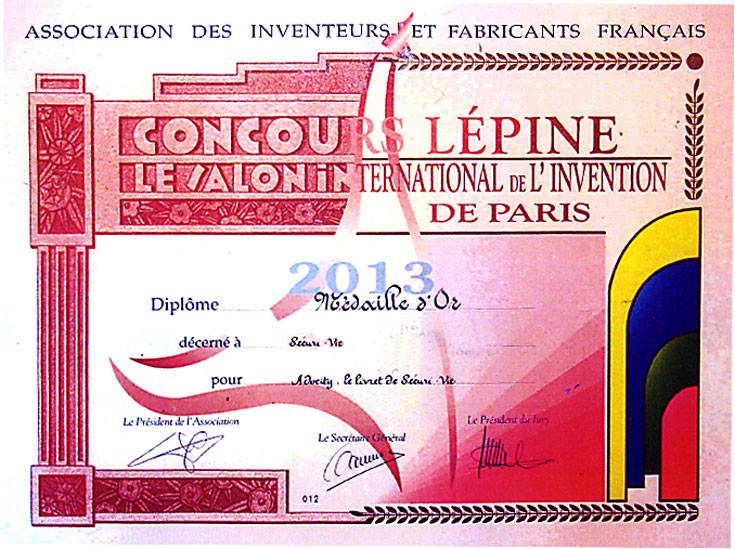 ASSOCIATION DES INVENTEURS ET FABRICANTS FRANÇAIS
CONCOURS LÉPINE
LE SALON INTERNATIONAL DE L'INVENTION
DE PARIS
2013
Diplôme Médaille d'Or
décerné à Sécuri-Vie
pour le livret de Sécuri-Vie
Le Président de l'Association
Le Secrétaire Général
Le Président du Jury
012